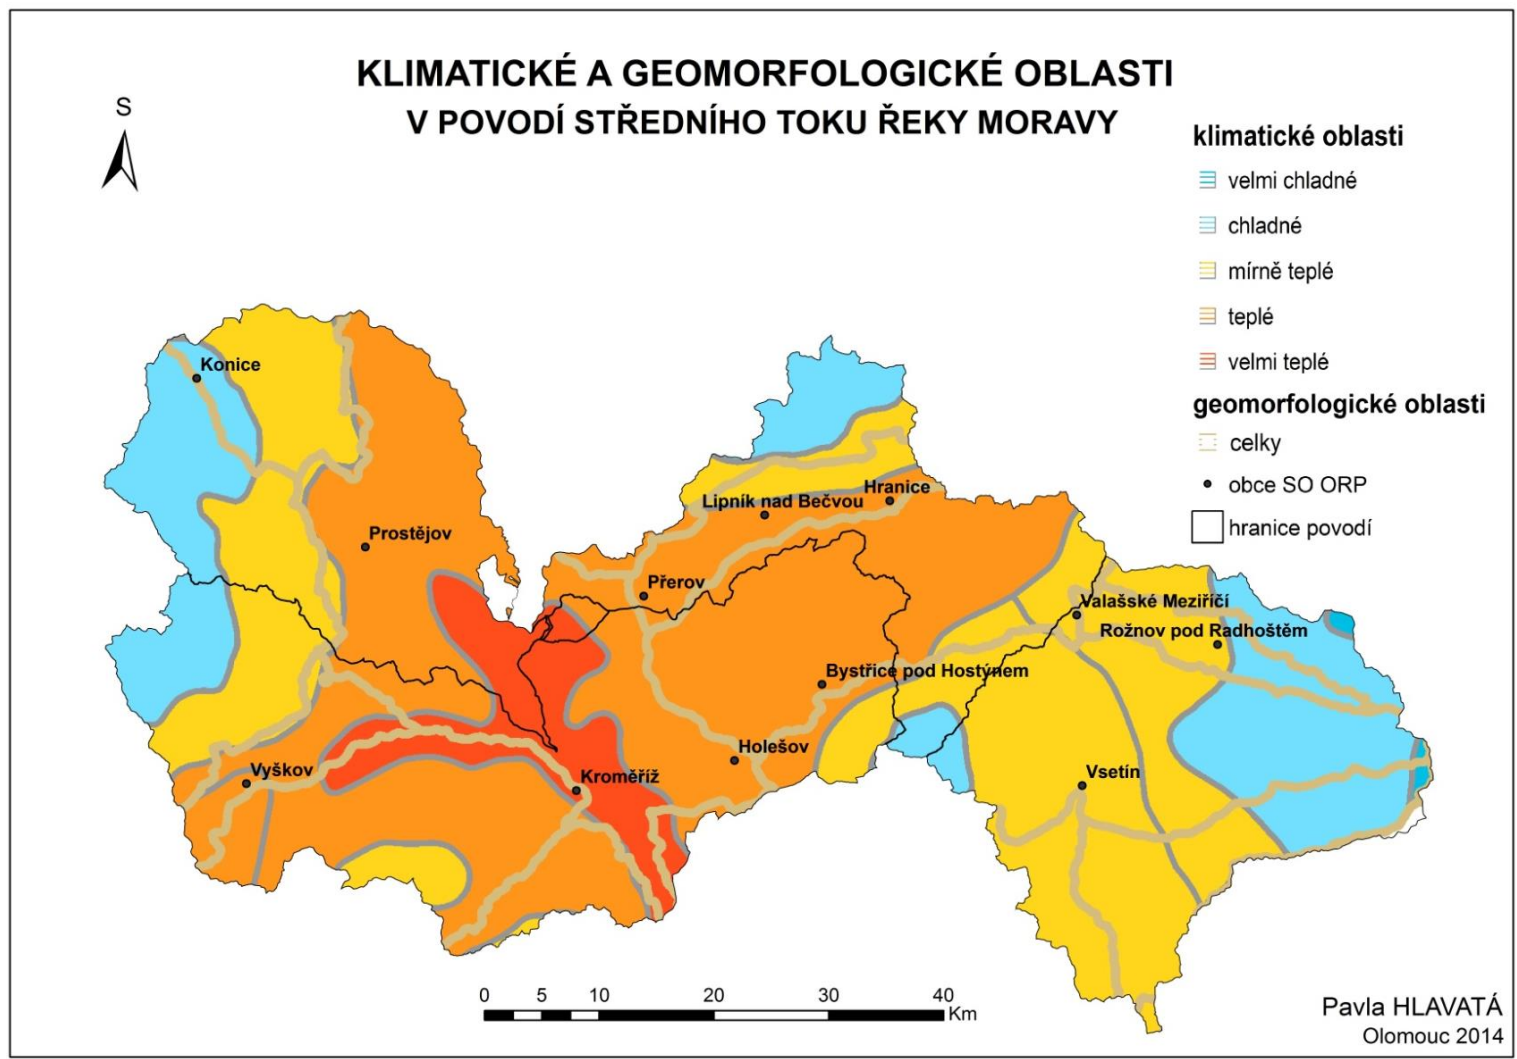 KLIMATICKÉ A GEOMORFOLOGICKÉ OBLASTI
V POVODÍ STŘEDNÍHO TOKU ŘEKY MORAVY
S
klimatické oblasti
velmi chladné
chladné
mírně teplé
teplé
velmi teplé
geomorfologické oblasti
celky
obce SO ORP
hranice povodí
Konice
Hranice
Lipník nad Bečvou
Prostějov
Přerov
Valašské Meziříčí
Rožnov pod Radhoštěm
Bystřice pod Hostýnem
Holešov
Vyškov
Kroměříž
Vsetín
0 5 10 20 30 40
Km
Pavla HLAVATÁ
Olomouc 2014